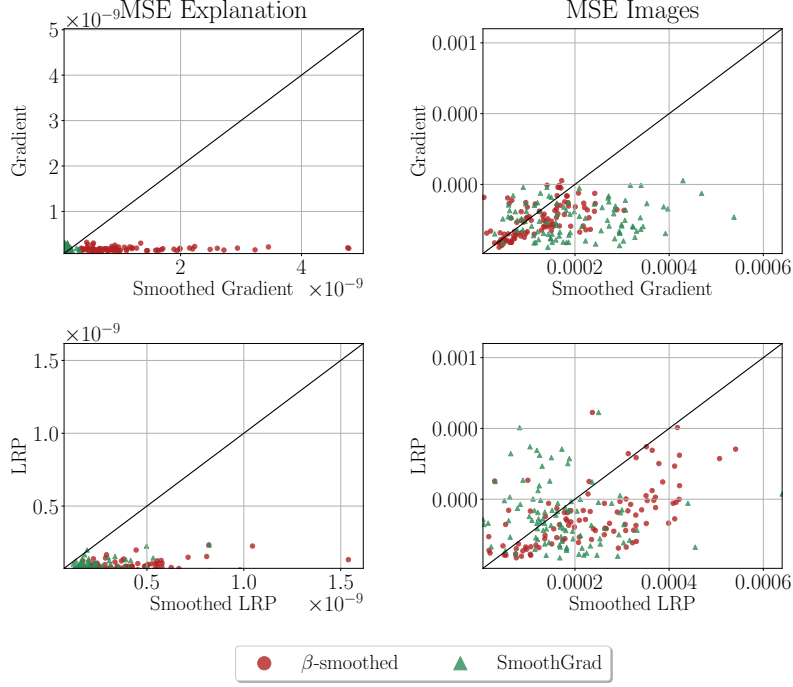 MSE Explanation
×10⁻⁹
5
4
3
2
1
Gradient
2
4
Smoothed Gradient
×10⁻⁹
MSE Images
0.001
0.000
0.000
Gradient
0.0002
0.0004
0.0006
Smoothed Gradient
×10⁻⁹
1.5
1.0
0.5
LRP
0.5
1.0
1.5
Smoothed LRP
×10⁻⁹
0.001
0.000
0.000
LRP
0.0002
0.0004
0.0006
Smoothed LRP
β-smoothed
SmoothGrad